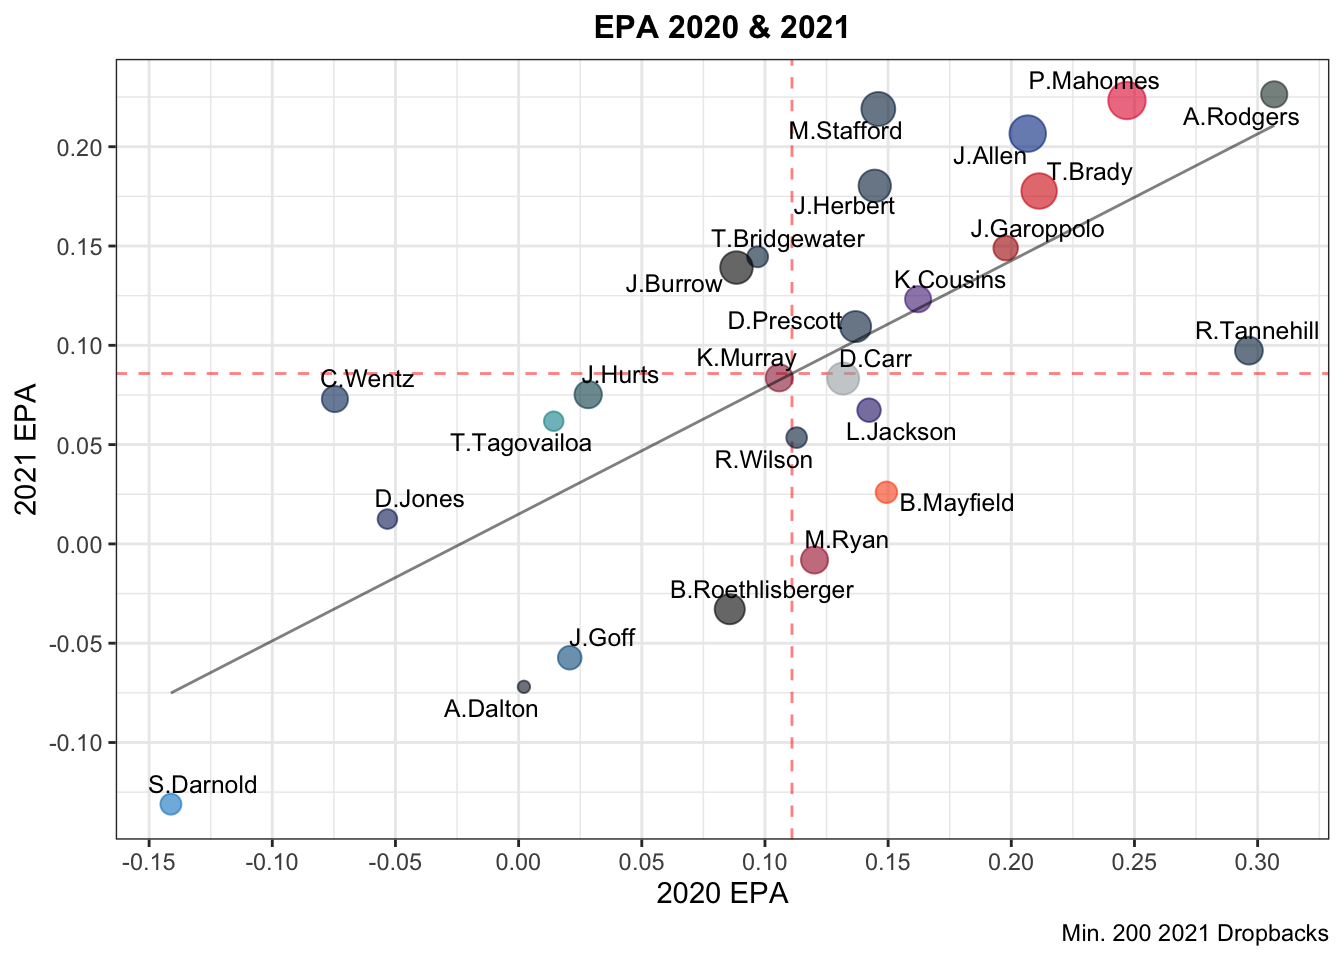 EPA 2020 & 2021
P.Mahomes
A.Rodgers
M.Stafford
J.Allen
T.Brady
J.Herbert
J.Garoppolo
T.Bridgewater
J.Burrow
K.Cousins
D.Prescott
R.Tannehill
K.Murray
D.Carr
C.Wentz
J.Hurts
L.Jackson
T.Tagovailoa
R.Wilson
D.Jones
B.Mayfield
M.Ryan
B.Roethlisberger
J.Goff
A.Dalton
S.Darnold
2021 EPA
0.20
0.15
0.10
0.05
0.00
-0.05
-0.10
-0.15 -0.10 -0.05 0.00 0.05 0.10 0.15 0.20 0.25 0.30
2020 EPA
Min. 200 2021 Dropbacks